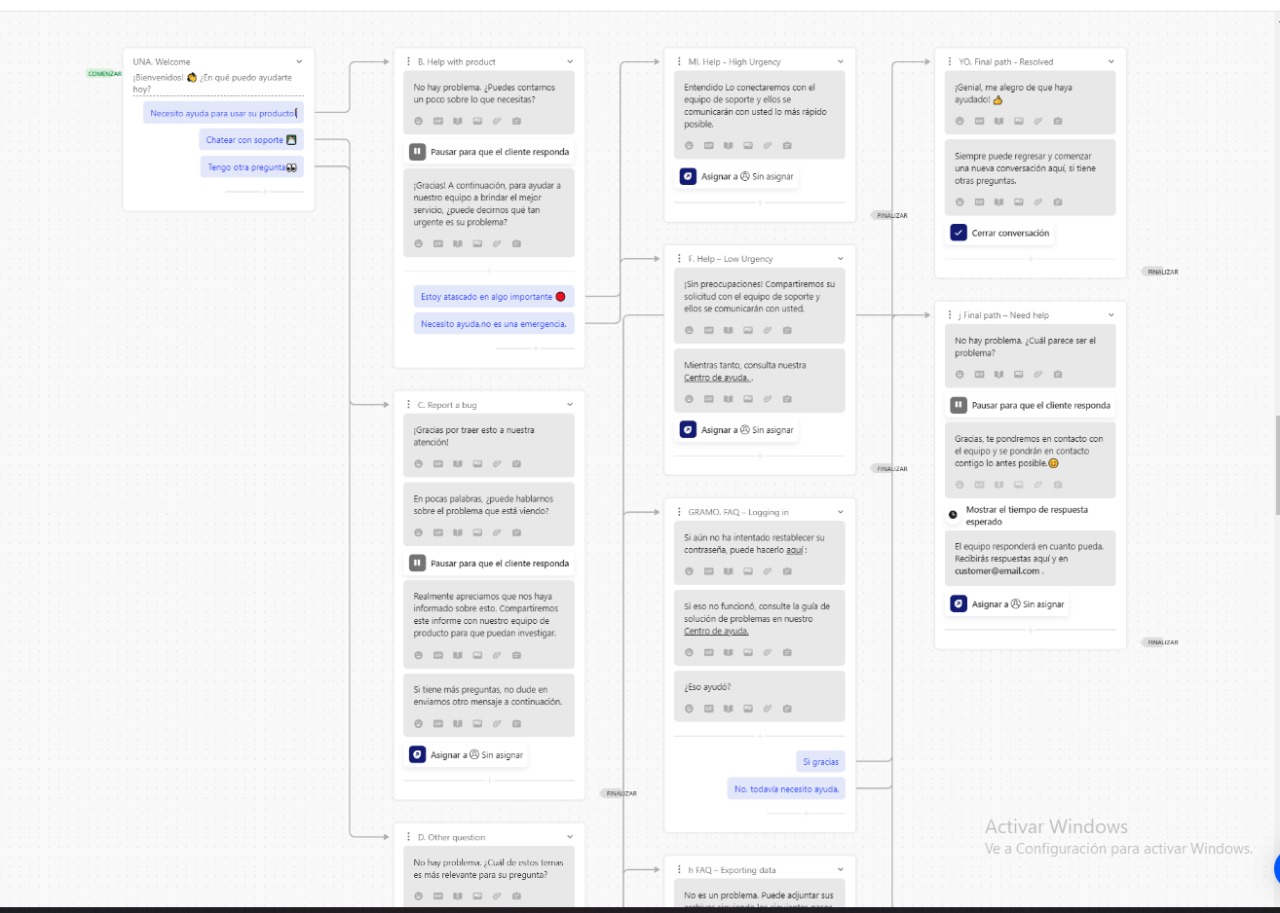 COMENZAR
UNA. Welcome
¡Bienvenidos! ¿En qué puedo ayudarte
hoy?
Necesito ayuda para usar su producto
Chatear con soporte
Tengo otra pregunta
B. Help with product
No hay problema. ¿Puedes contarnos
un poco sobre lo que necesitas?
Pausar para que el cliente responda
¡Gracias! A continuación, para ayudar a
nuestro equipo a brindar el mejor
servicio, ¿puede decirnos qué tan
urgente es su problema?
Estoy atascado en algo importante
Necesito ayuda,no es una emergencia.
C. Report a bug
¡Gracias por traer esto a nuestra
atención!
En pocas palabras, ¿puede hablarnos
sobre el problema que está viendo?
Pausar para que el cliente responda
Realmente apreciamos que nos haya
informado sobre esto. Compartiremos
este informe con nuestro equipo de
producto para que puedan investigar.
Si tiene más preguntas, no dude en
enviarnos otro mensaje a continuación.
Asignar a Sin asignar
FINALIZAR
D. Other question
No hay problema. ¿Cuál de estos temas
es más relevante para su pregunta?
MI. Help - High Urgency
Entendido Lo conectaremos con el
equipo de soporte y ellos se
comunicarán con usted lo más rápido
posible.
Asignar a Sin asignar
FINALIZAR
F. Help – Low Urgency
¡Sin preocupaciones! Compartiremos su
solicitud con el equipo de soporte y
ellos se comunicarán con usted.
Mientras tanto, consulta nuestra
Centro de ayuda. .
Asignar a Sin asignar
FINALIZAR
GRAMO. FAQ – Logging in
Si aún no ha intentado restablecer su
contraseña, puede hacerlo aquí :
Si eso no funcionó, consulte la guía de
solución de problemas en nuestro
Centro de ayuda.
¿Eso ayudó?
Si gracias
No, todavía necesito ayuda.
h FAQ – Exporting data
No es un problema. Puede adjuntar sus
archivos siguiendo los siguientes pasos
YO. Final path - Resolved
¡Genial, me alegro de que haya
ayudado!
Siempre puede regresar y comenzar
una nueva conversación aquí, si tiene
otras preguntas.
Cerrar conversación
FINALIZAR
j Final path – Need help
No hay problema. ¿Cuál parece ser el
problema?
Pausar para que el cliente responda
Gracias, te pondremos en contacto con
el equipo y se pondrán en contacto
contigo lo antes posible.
Mostrar el tiempo de respuesta
esperado
El equipo responderá en cuanto pueda.
Recibirás respuestas aquí y en
customer@email.com .
Asignar a Sin asignar
FINALIZAR
Activar Windows
Ve a Configuración para activar Windows.